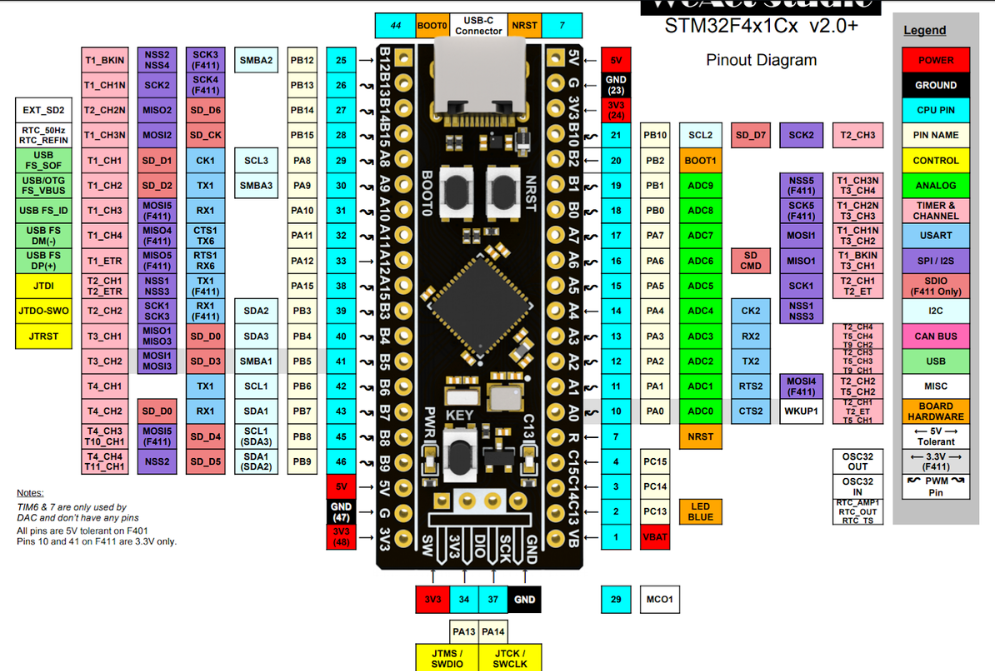 WeAct Studio
STM32F4x1Cx v2.0+
Pinout Diagram
44 BOOT0 USB-C Connector NRST 7
Legend
POWER
GROUND
CPU PIN
PIN NAME
CONTROL
ANALOG
TIMER & CHANNEL
USART
SPI / I2S
SDIO (F411 Only)
I2C
CAN BUS
USB
MISC
BOARD HARDWARE
← 5V → Tolerant
← 3.3V → (F411)
PWM Pin
T1_BKIN NSS2 NSS4 SCK3 (F411) SMBA2 PB12 25 B12
T1_CH1N SCK2 SCK4 (F411) PB13 26 B13
EXT_SD2 T2_CH2N MISO2 SD_D6 PB14 27 B14
RTC_50Hz RTC_REFIN T1_CH3N MOSI2 SD_CK PB15 28 B15
USB FS_SOF T1_CH1 SD_D1 CK1 SCL3 PA8 29 A8
USB/OTG FS_VBUS T1_CH2 SD_D2 TX1 SMBA3 PA9 30 A9
USB FS_ID T1_CH3 MOSI5 (F411) RX1 PA10 31 A10
USB FS DM(-) T1_CH4 MISO4 (F411) CTS1 TX6 PA11 32 A11
USB FS DP(+) T1_ETR MISO5 (F411) RTS1 RX6 PA12 33 A12
JTDI T2_CH1 T2_ETR NSS1 NSS3 TX1 (F411) PA15 38 A15
JTDO-SWO T2_CH2 SCK1 SCK3 RX1 (F411) SDA2 PB3 39 B3
JTRST T3_CH1 MISO1 MISO3 SD_D0 SDA3 PB4 40 B4
T3_CH2 MOSI1 MOSI3 SD_D3 SMBA1 PB5 41 B5
T4_CH1 TX1 SCL1 PB6 42 B6
T4_CH2 SD_D0 RX1 SDA1 PB7 43 B7
T4_CH3 T10_CH1 MOSI5 (F411) SD_D4 SCL1 (SDA3) PB8 45 B8
T4_CH4 T11_CH1 NSS2 SD_D5 SDA1 (SDA2) PB9 46 B9
5V 5V
GND (47) G
3V3 (48) 3V3
5V 5V
G GND (23)
3V3 3V3 (24)
B10 21 PB10 SCL2 SD_D7 SCK2 T2_CH3
B2 20 PB2 BOOT1
B1 19 PB1 ADC9 NSS5 (F411) T1_CH3N T3_CH4
B0 18 PB0 ADC8 SCK5 (F411) T1_CH2N T3_CH3
A7 17 PA7 ADC7 MOSI1 T1_CH1N T3_CH2
A6 16 PA6 ADC6 SD CMD MISO1 T1_BKIN T3_CH1
A5 15 PA5 ADC5 SCK1 T2_CH1 T2_ET
A4 14 PA4 ADC4 CK2 NSS1 NSS3
A3 13 PA3 ADC3 RX2 T2_CH4 T5_CH4 T9_CH2
A2 12 PA2 ADC2 TX2 T2_CH3 T5_CH3 T9_CH1
A1 11 PA1 ADC1 RTS2 MOSI4 (F411) T2_CH2 T5_CH2
A0 10 PA0 ADC0 CTS2 WKUP1 T2_CH1 T2_ET T5_CH1
R 7 NRST
C15 4 PC15 OSC32 OUT
C14 3 PC14 OSC32 IN
C13 2 PC13 LED BLUE RTC_AMP1 RTC_OUT RTC_TS
VB 1 VBAT
BOOT0 NRST
KEY
PWR C13
SW 3V3 DIO SCK GND
3V3 34 37 GND
29 MCO1
PA13 PA14
JTMS / SWDIO JTCK / SWCLK
Notes:
TIM6 & 7 are only used by
DAC and don't have any pins
All pins are 5V tolerant on F401
Pins 10 and 41 on F411 are 3.3V only.